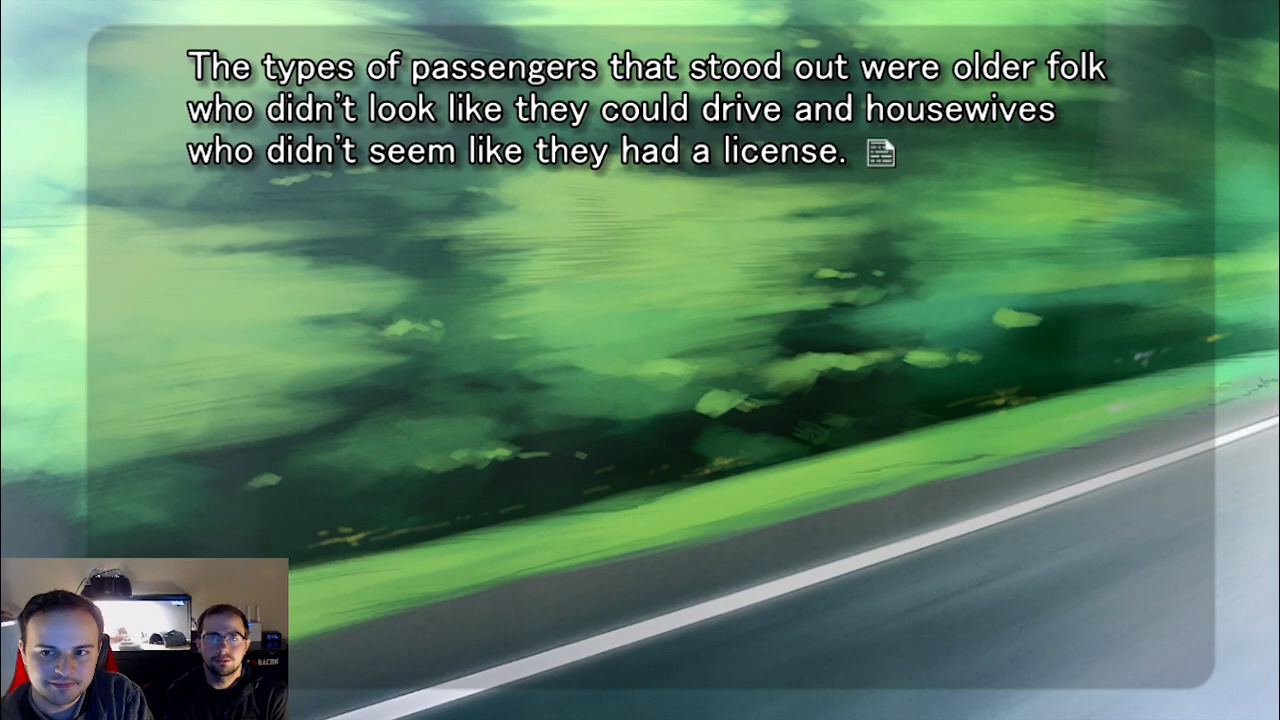 The types of passengers that stood out were older folk
who didn't look like they could drive and housewives
who didn't seem like they had a license.
BACON